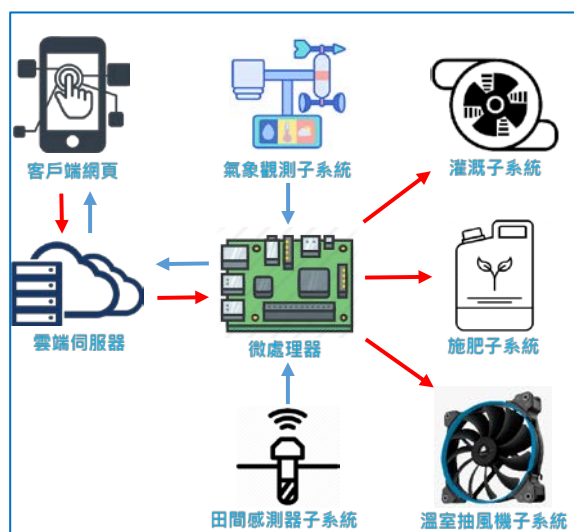 客戶端網頁
氣象觀測子系統
灌溉子系統
雲端伺服器
微處理器
施肥子系統
田間感測器子系統
溫室抽風機子系統